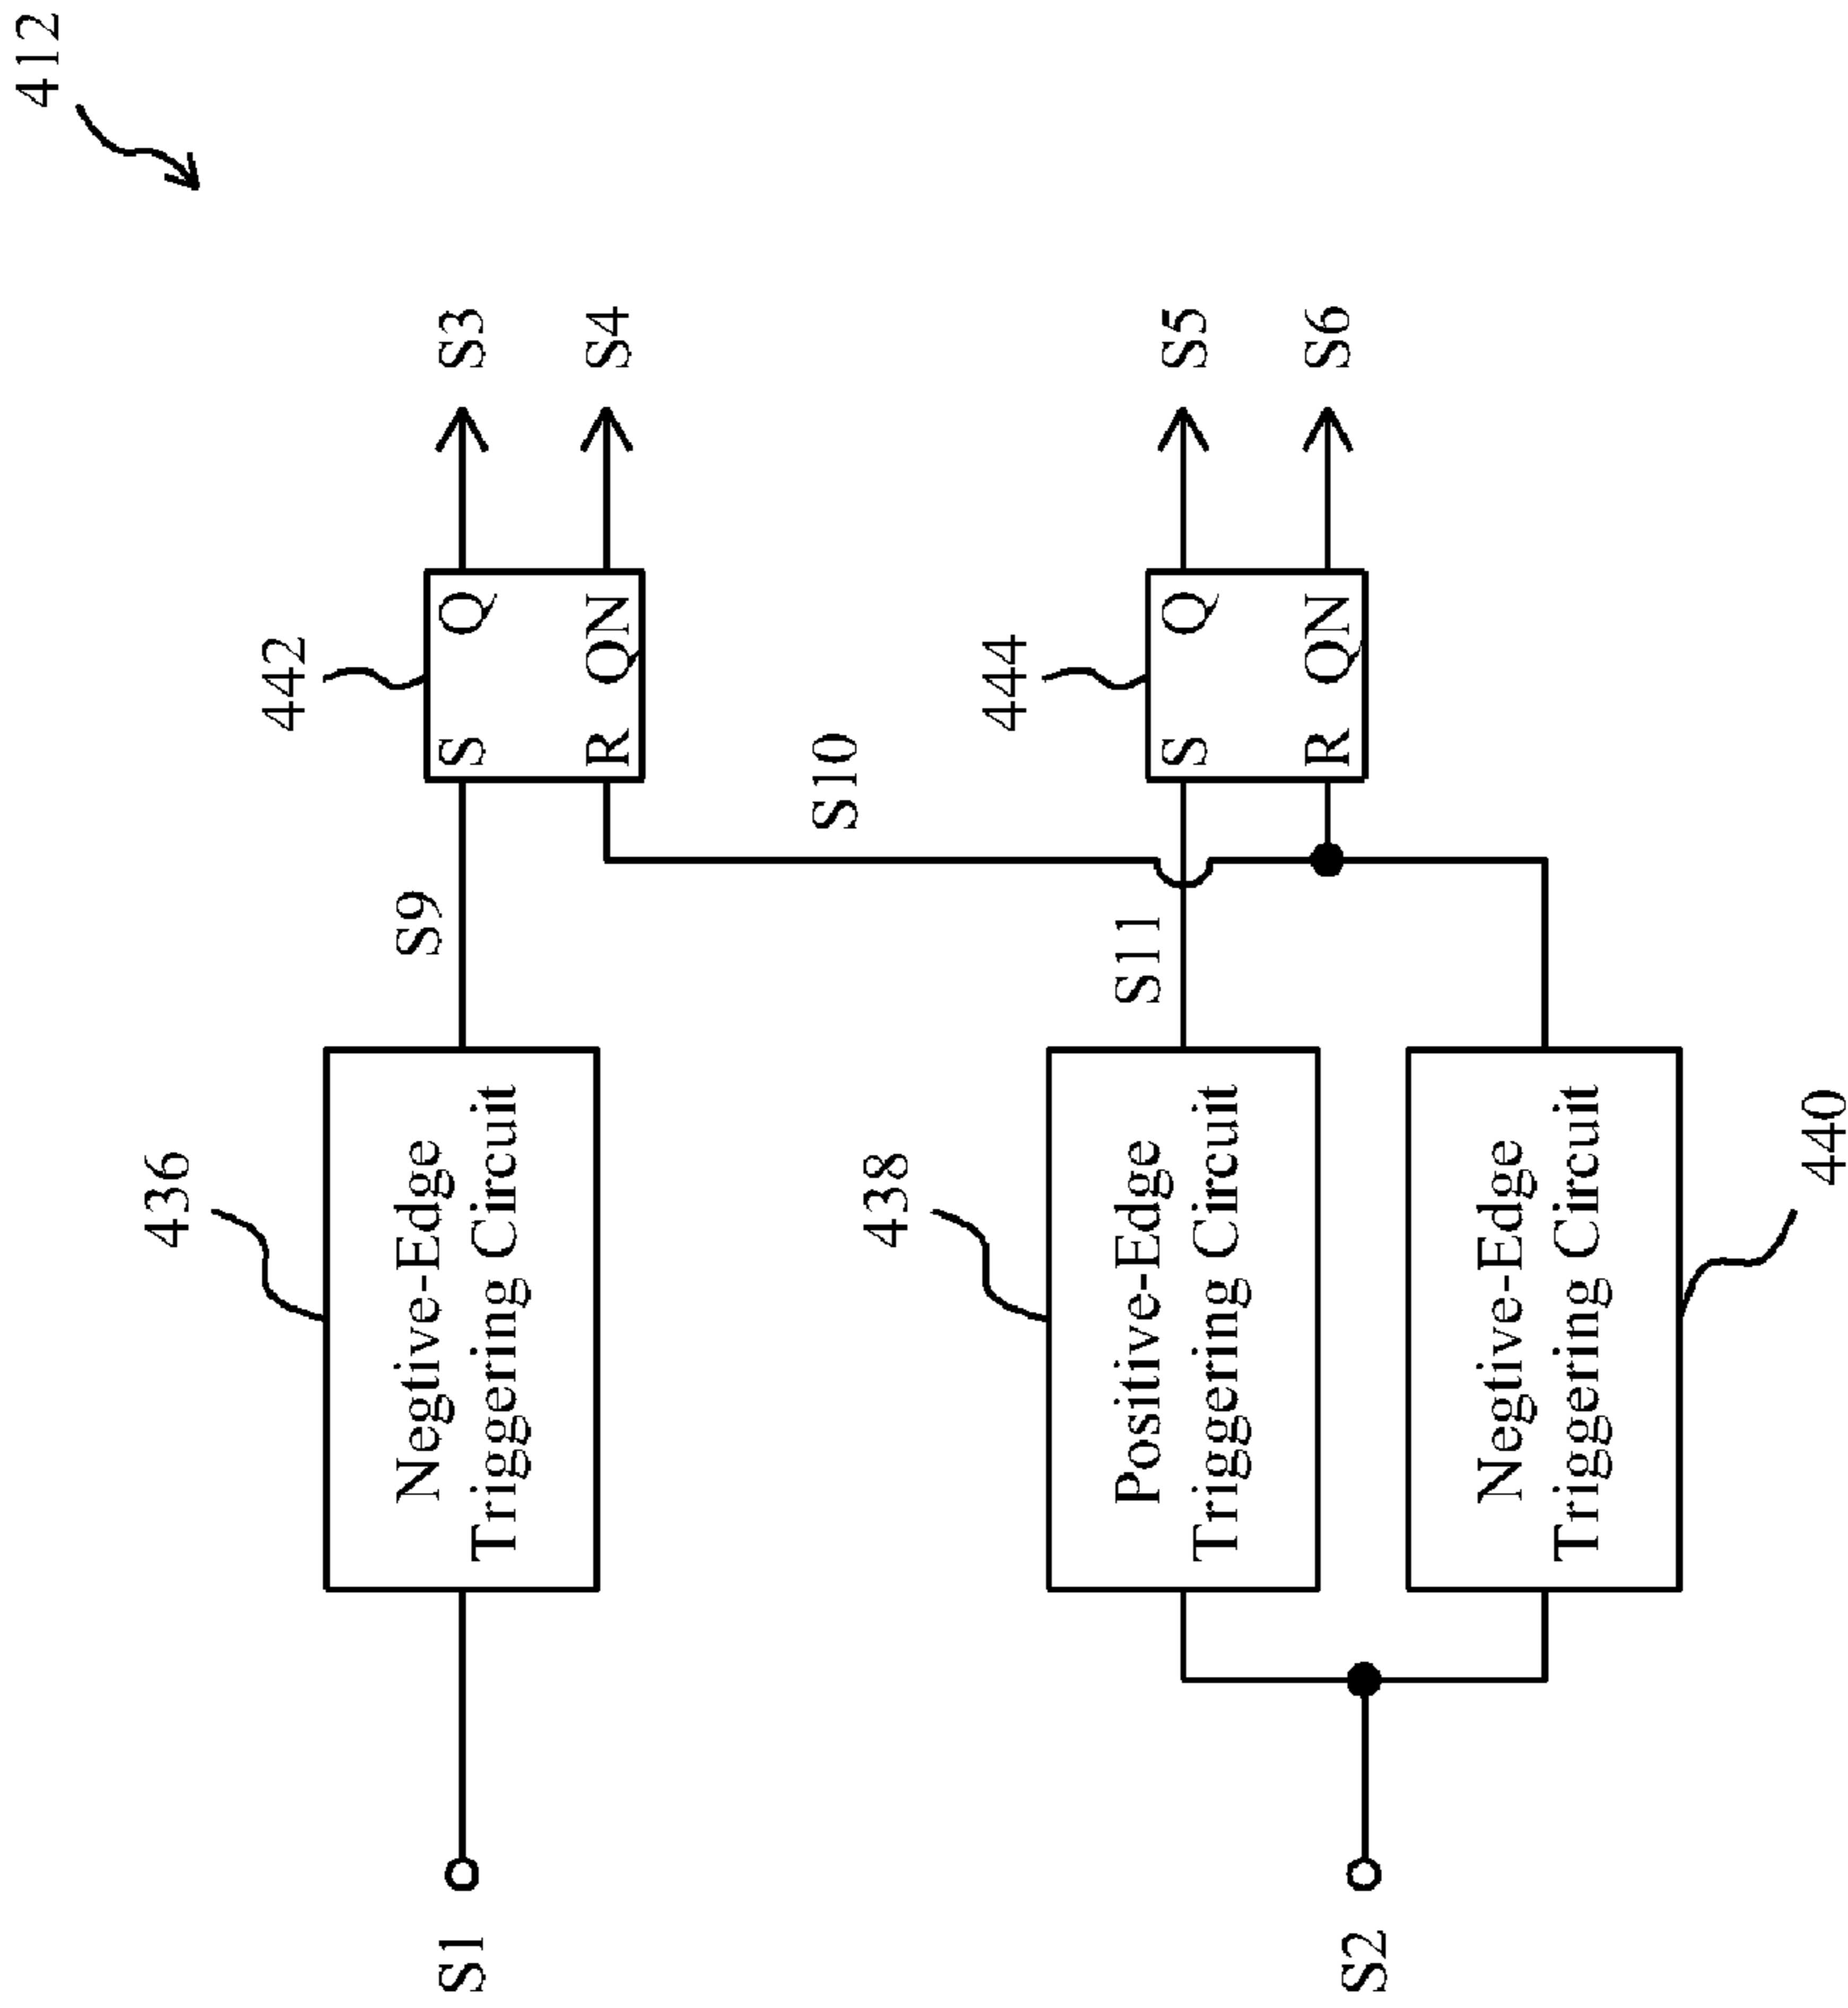 412
436
Negtive-Edge
Triggering Circuit
S1
S9
442
S
Q
R
QN
S3
S4
S10
438
Positive-Edge
Triggering Circuit
S11
444
S
Q
R
QN
S5
S6
S2
Negtive-Edge
Triggering Circuit
440